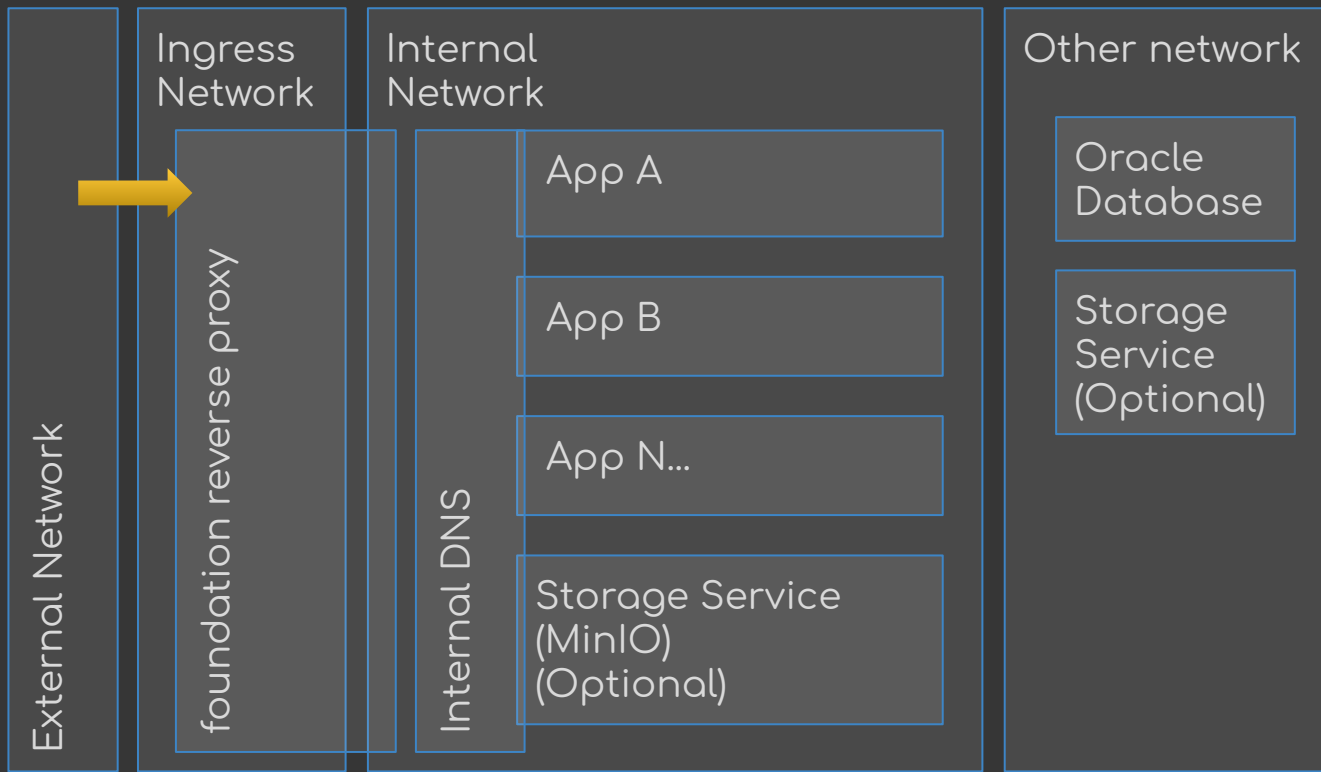 External Network
Ingress
Network
foundation reverse proxy
Internal
Network
Internal DNS
App A
App B
App N...
Storage Service
(MinIO)
(Optional)
Other network
Oracle
Database
Storage
Service
(Optional)